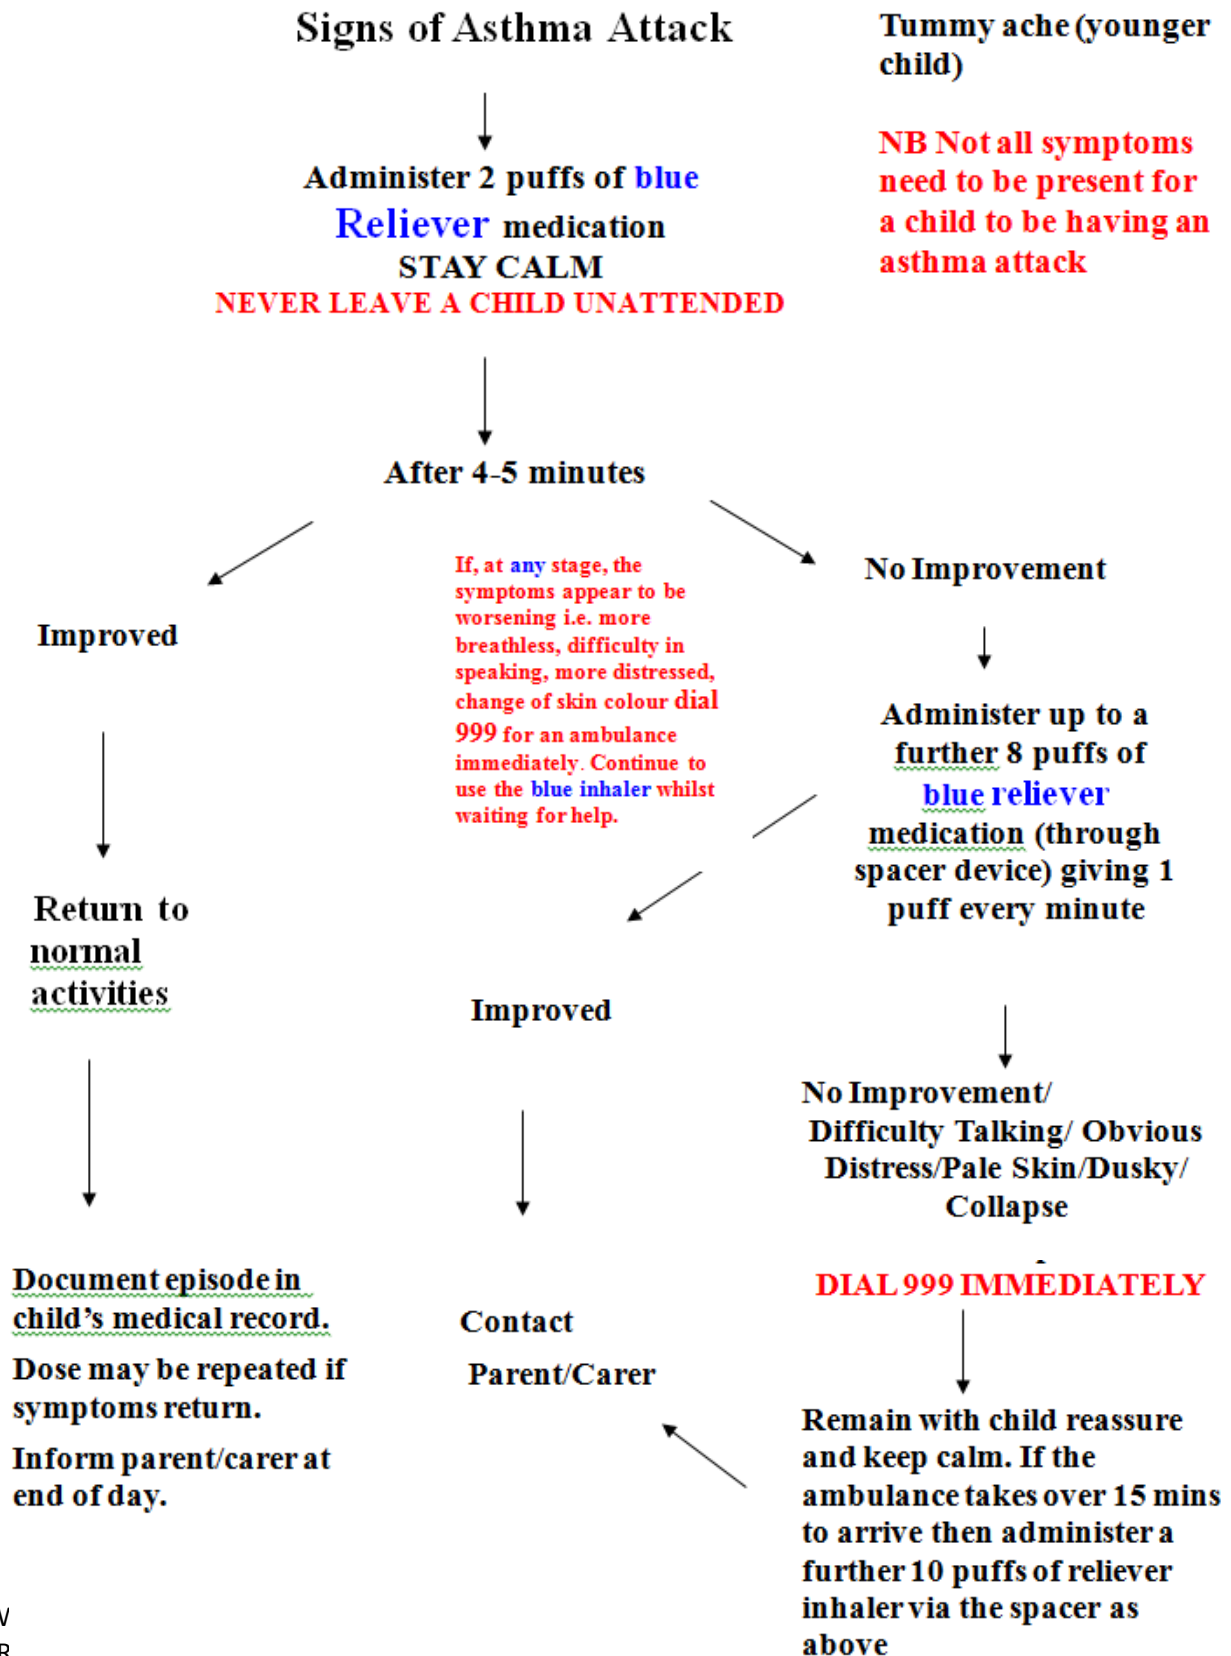 Signs of Asthma Attack
Tummy ache (younger
child)
NB Not all symptoms
need to be present for
a child to be having an
asthma attack
Administer 2 puffs of blue
Reliever medication
STAY CALM
NEVER LEAVE A CHILD UNATTENDED
After 4-5 minutes
Improved
If, at any stage, the
symptoms appear to be
worsening i.e. more
breathless, difficulty in
speaking, more distressed,
change of skin colour dial
999 for an ambulance
immediately. Continue to
use the blue inhaler whilst
waiting for help.
No Improvement
Administer up to a
further 8 puffs of
blue reliever
medication (through
spacer device) giving 1
puff every minute
Return to
normal
activities
Improved
No Improvement/
Difficulty Talking/ Obvious
Distress/Pale Skin/Dusky/
Collapse
DIAL 999 IMMEDIATELY
Document episode in
child's medical record.
Dose may be repeated if
symptoms return.
Inform parent/carer at
end of day.
Contact
Parent/Carer
Remain with child reassure
and keep calm. If the
ambulance takes over 15 mins
to arrive then administer a
further 10 puffs of reliever
inhaler via the spacer as
above